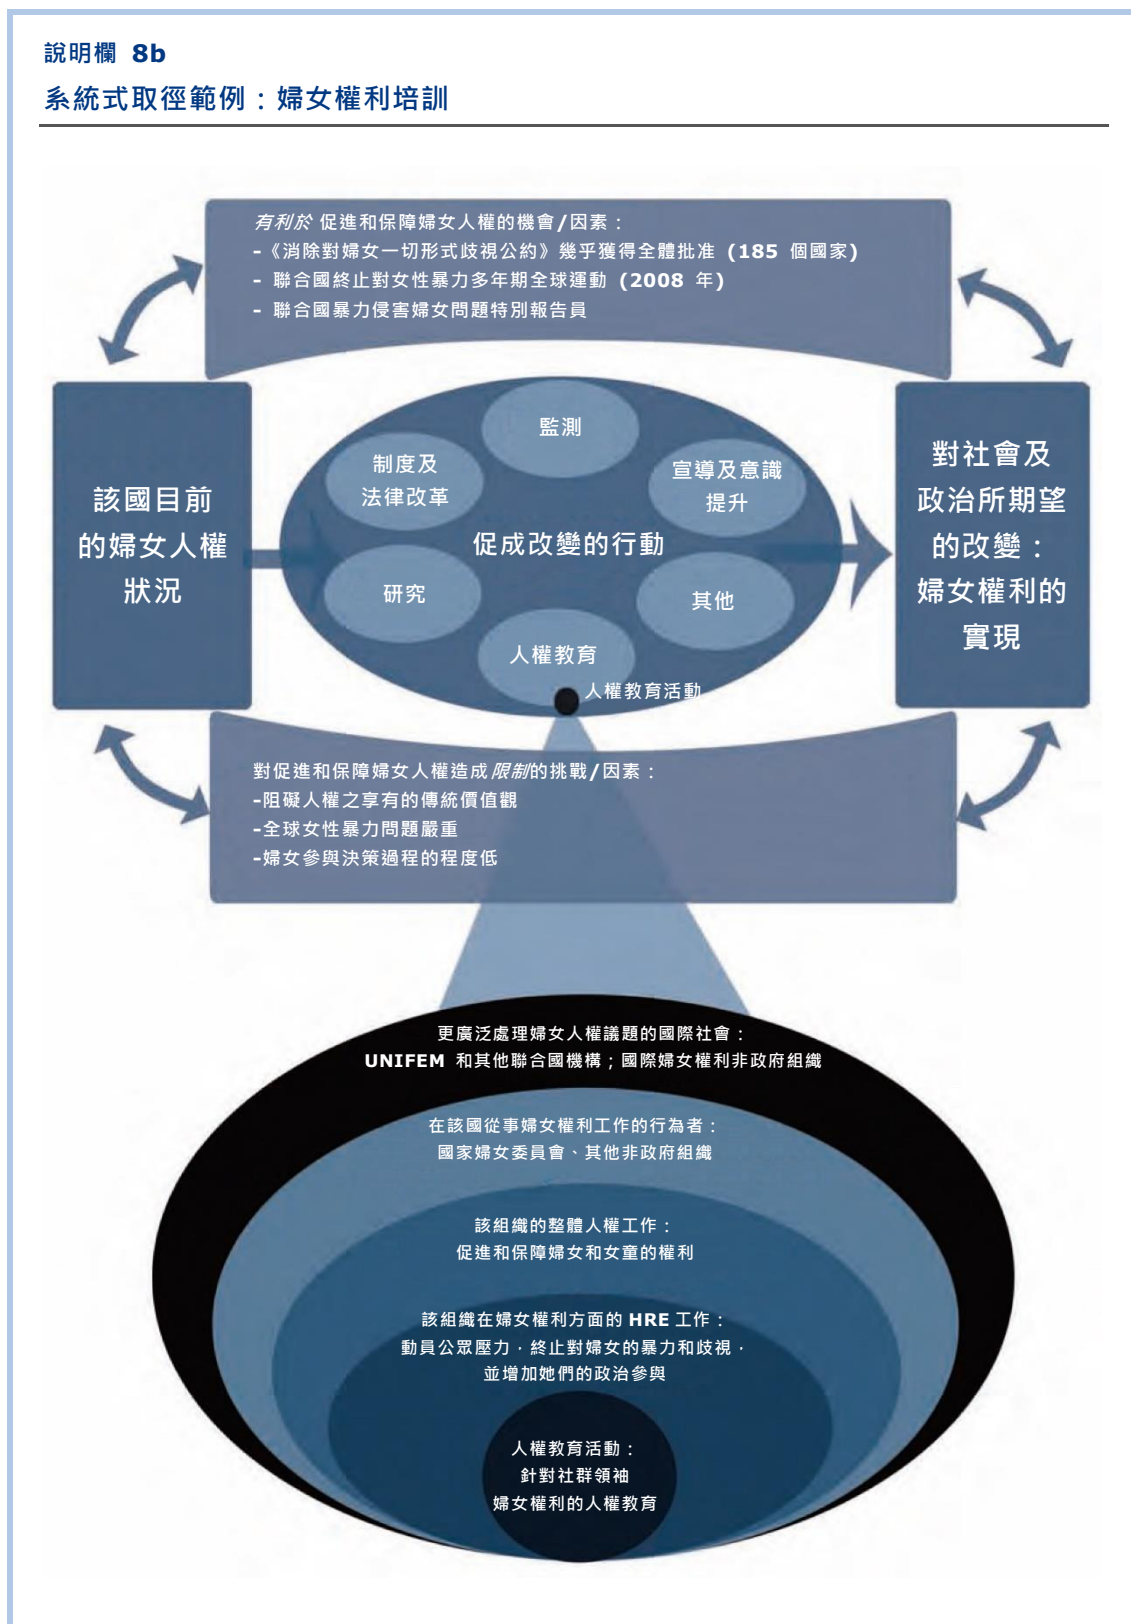 說明欄 8b
系統式取徑範例：婦女權利培訓
有利於 促進和保障婦女人權的機會/因素：
-《消除對婦女一切形式歧視公約》幾乎獲得全體批准 (185 個國家)
- 聯合國終止對女性暴力多年期全球運動 (2008 年)
- 聯合國暴力侵害婦女問題特別報告員
該國目前
的婦女人權
狀況
監測
制度及
法律改革
宣導及意識
提升
促成改變的行動
研究
其他
人權教育
人權教育活動
對社會及
政治所期望
的改變：
婦女權利的
實現
對促進和保障婦女人權造成限制的挑戰/因素：
-阻礙人權之享有的傳統價值觀
-全球女性暴力問題嚴重
-婦女參與決策過程的程度低
更廣泛處理婦女人權議題的國際社會：
UNIFEM 和其他聯合國機構；國際婦女權利非政府組織
在該國從事婦女權利工作的行為者：
國家婦女委員會、其他非政府組織
該組織的整體人權工作：
促進和保障婦女和女童的權利
該組織在婦女權利方面的 HRE 工作：
動員公眾壓力，終止對婦女的暴力和歧視，
並增加她們的政治參與
人權教育活動：
針對社群領袖
婦女權利的人權教育